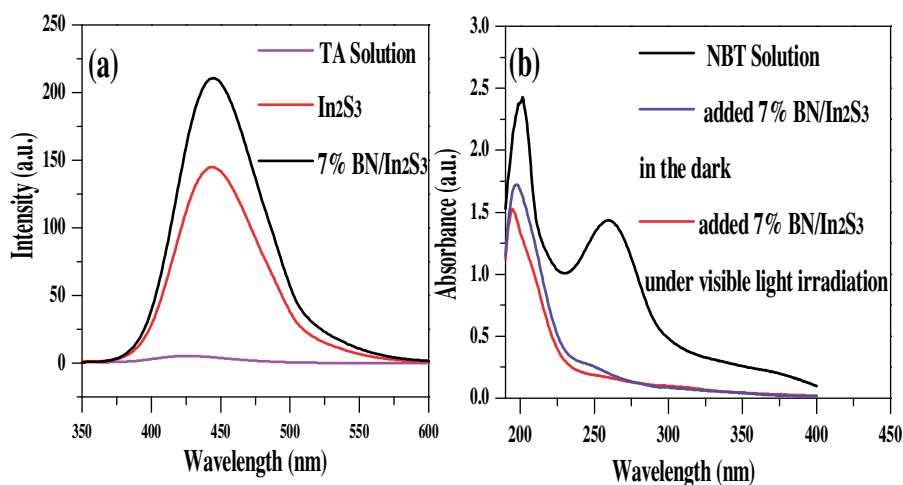 (a)
TA Solution
In2S3
7% BN/In2S3
Intensity (a.u.)
250
200
150
100
50
0
350 400 450 500 550 600
Wavelength (nm)
(b)
NBT Solution
added 7% BN/In2S3
in the dark
added 7% BN/In2S3
under visible light irradiation
Absorbance (a.u.)
3.0
2.5
2.0
1.5
1.0
0.5
0.0
200 250 300 350 400 450
Wavelength (nm)